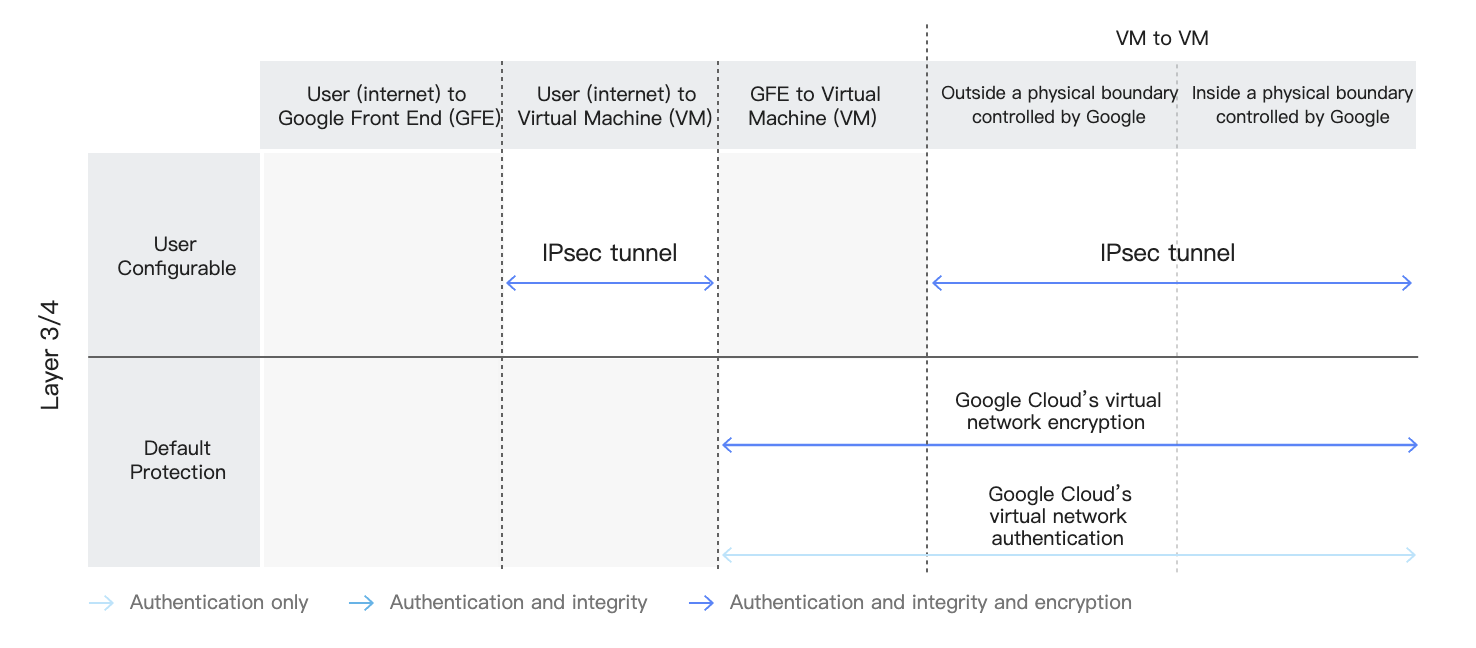 VM to VM
User (internet) to
Google Front End (GFE)
User (internet) to
Virtual Machine (VM)
GFE to Virtual
Machine (VM)
Outside a physical boundary
controlled by Google
Inside a physical boundary
controlled by Google
Layer 3/4
User
Configurable
IPsec tunnel
IPsec tunnel
Default
Protection
Google Cloud’s virtual
network encryption
Google Cloud’s
virtual network
authentication
Authentication only
Authentication and integrity
Authentication and integrity and encryption